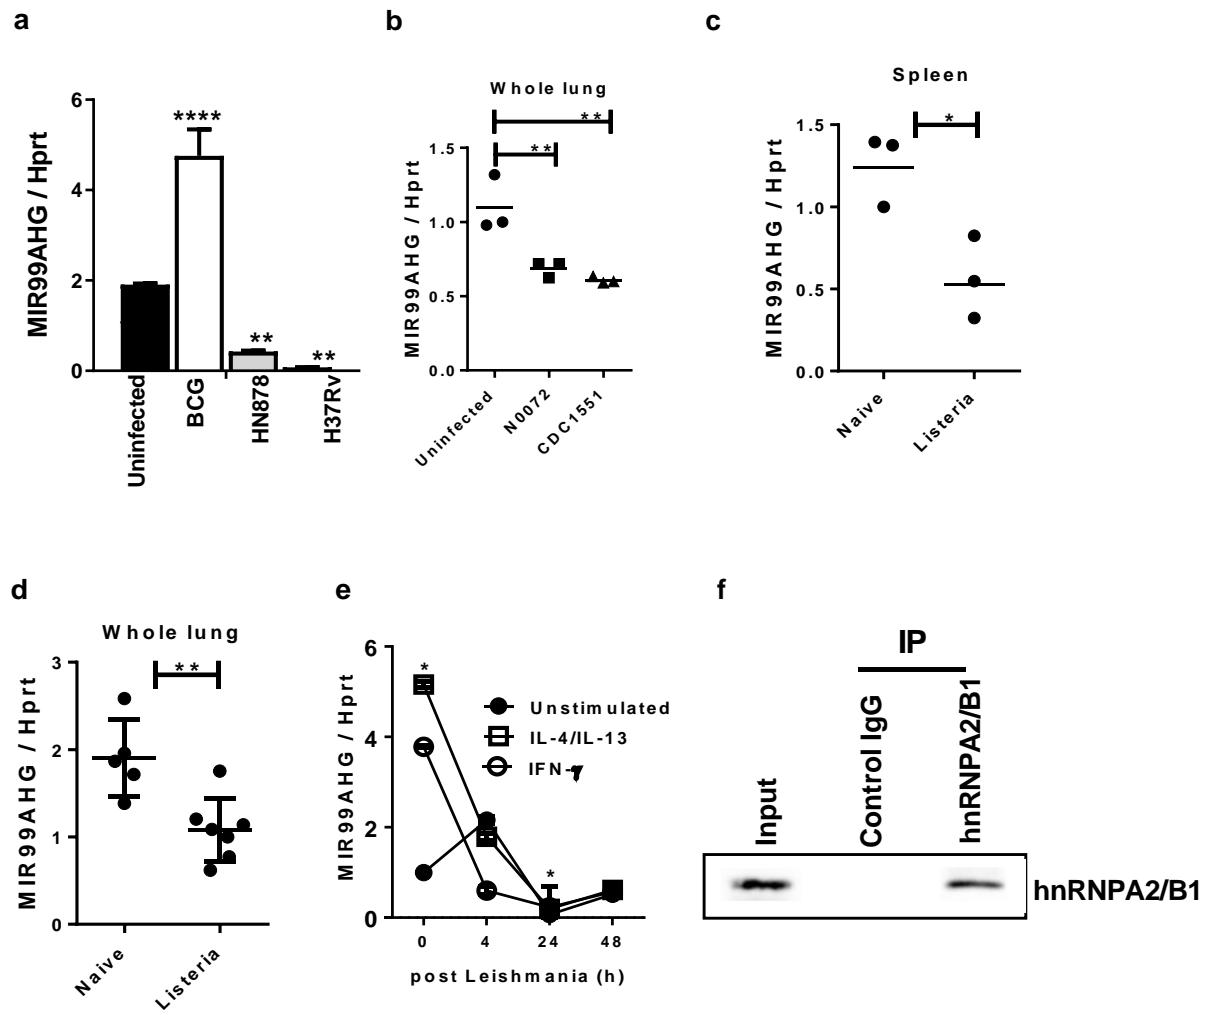 a
MIR99AHG / Hprt
6
4
2
0
****
**
**
Uninfected
BCG
HN878
H37Rv
b
Whole lung
MIR99AHG / Hprt
1.5
1.0
0.5
0.0
**
**
Uninfected
N0072
CDC1551
c
Spleen
MIR99AHG / Hprt
1.5
1.0
0.5
0.0
*
Naive
Listeria
d
Whole lung
MIR99AHG / Hprt
3
2
1
0
**
Naive
Listeria
e
MIR99AHG / Hprt
6
4
2
0
*
*
Unstimulated
IL-4/IL-13
IFN-γ
0 4 24 48
post Leishmania (h)
f
IP
Input
Control IgG
hnRNPA2/B1
hnRNPA2/B1